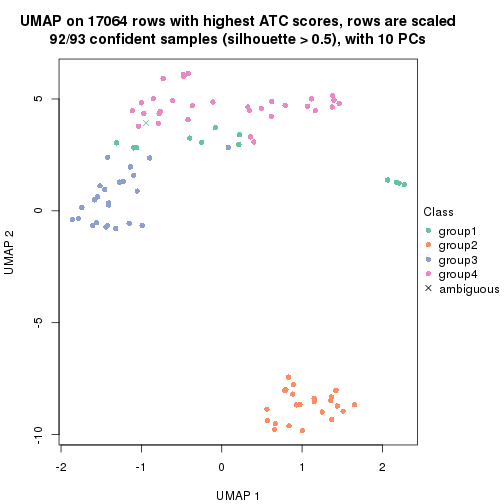 UMAP on 17064 rows with highest ATC scores, rows are scaled
92/93 confident samples (silhouette > 0.5), with 10 PCs
5
0
-5
-10
UMAP 2
-2
-1
0
1
2
UMAP 1
Class
group1
group2
group3
group4
ambiguous